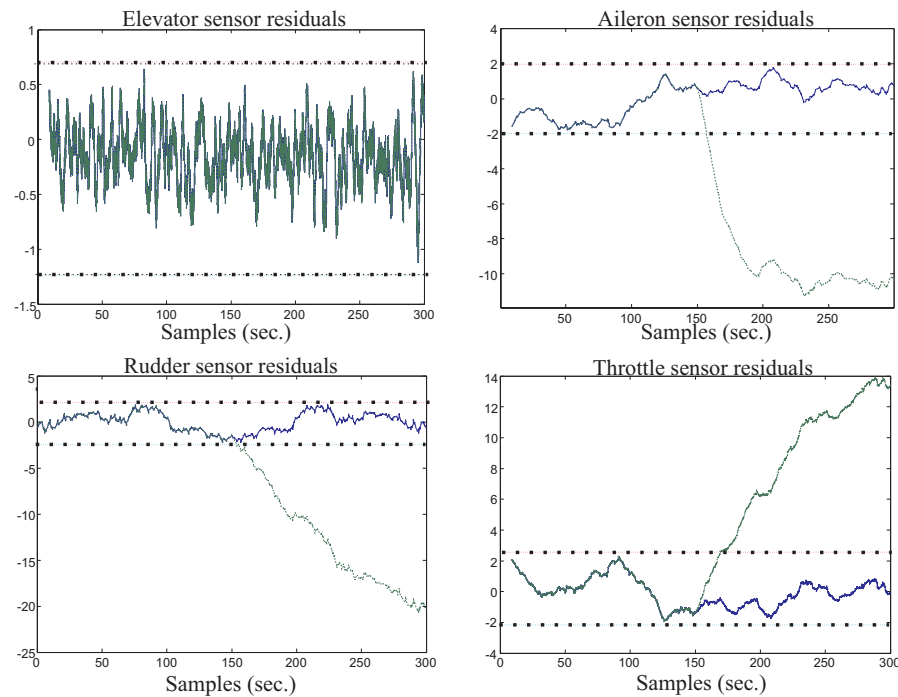 Elevator sensor residuals
1
0.5
0
-0.5
-1
-1.5
0 50 100 150 200 250 300
Samples (sec.)
Aileron sensor residuals
4
2
0
-2
-4
-6
-8
-10
50 100 150 200 250
Samples (sec.)
Rudder sensor residuals
5
0
-5
-10
-15
-20
-25
0 50 100 150 200 250 300
Samples (sec.)
Throttle sensor residuals
14
12
10
8
6
4
2
0
-2
-4
0 50 100 150 200 250 300
Samples (sec.)